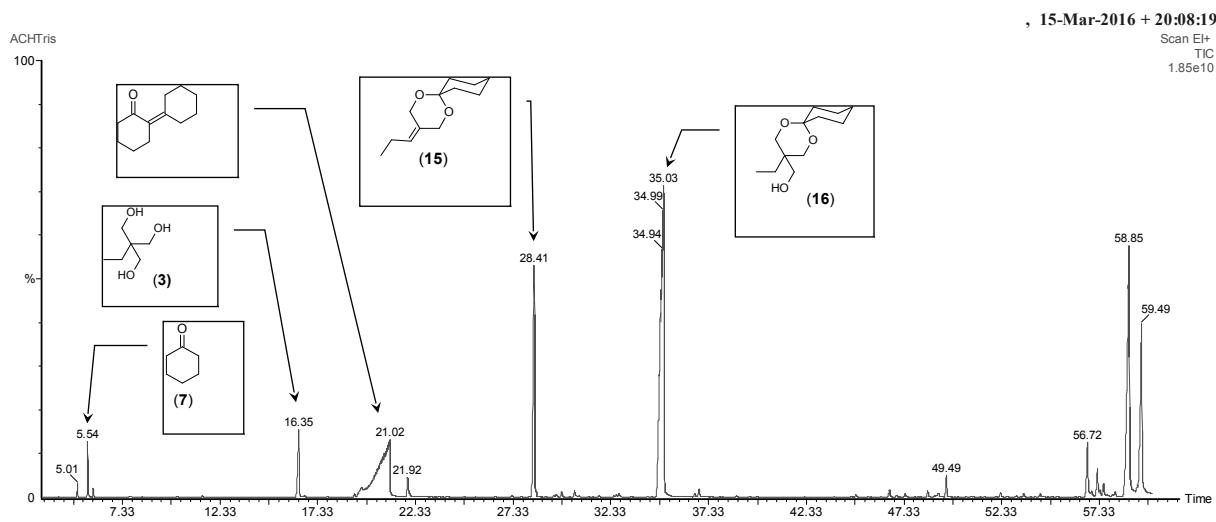 , 15-Mar-2016 + 20:08:19
ACHTris
Scan EI+
TIC
1.85e10
100
%
0
O
O
O
(15)
O
O
HO
(16)
OH
OH
HO
(3)
O
(7)
5.01
5.54
16.35
21.02
21.92
28.41
34.94
34.99
35.03
49.49
56.72
58.85
59.49
7.33 12.33 17.33 22.33 27.33 32.33 37.33 42.33 47.33 52.33 57.33 Time